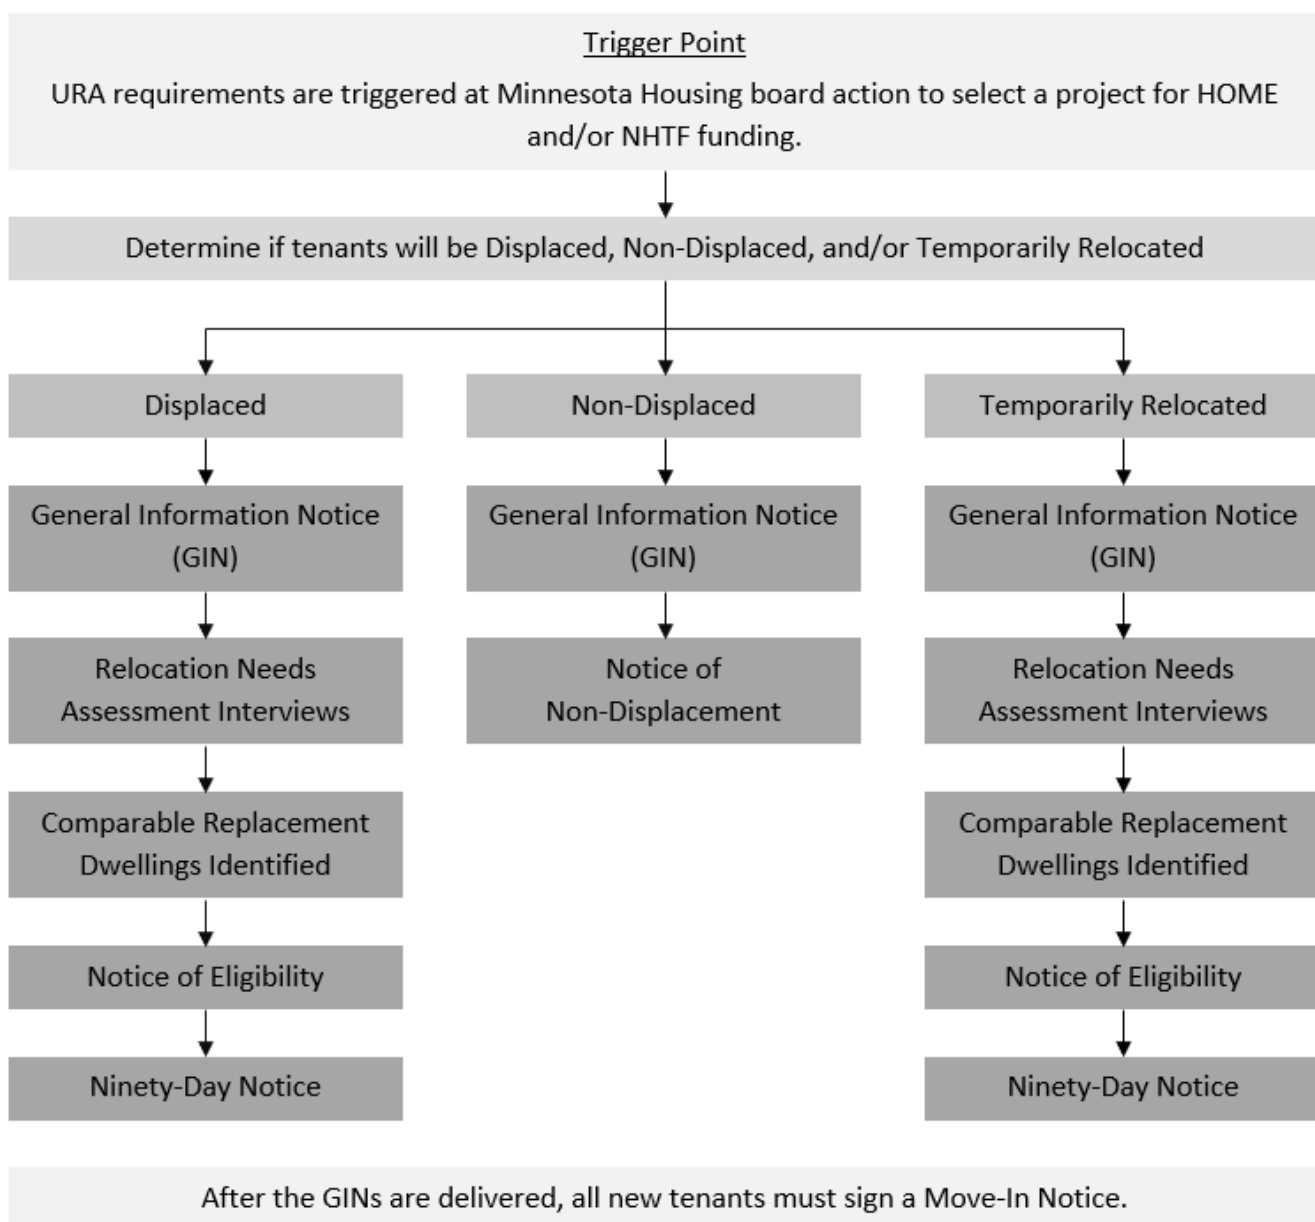 Trigger Point
URA requirements are triggered at Minnesota Housing board action to select a project for HOME
and/or NHTF funding.
Determine if tenants will be Displaced, Non-Displaced, and/or Temporarily Relocated
Displaced
General Information Notice
(GIN)
Relocation Needs
Assessment Interviews
Comparable Replacement
Dwellings Identified
Notice of Eligibility
Ninety-Day Notice
Non-Displaced
General Information Notice
(GIN)
Notice of
Non-Displacement
Temporarily Relocated
General Information Notice
(GIN)
Relocation Needs
Assessment Interviews
Comparable Replacement
Dwellings Identified
Notice of Eligibility
Ninety-Day Notice
After the GINs are delivered, all new tenants must sign a Move-In Notice.